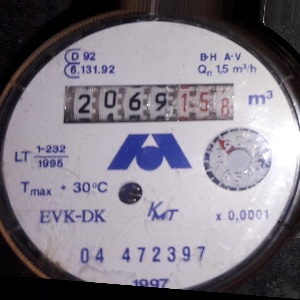 D 92
6.131.92
B-H A-V
Qn 1,5 m³/h
2069158 m³
LT 1-232
1995
Tmax + 30°C
EVK-DK
x 0,0001
04 472397
1997